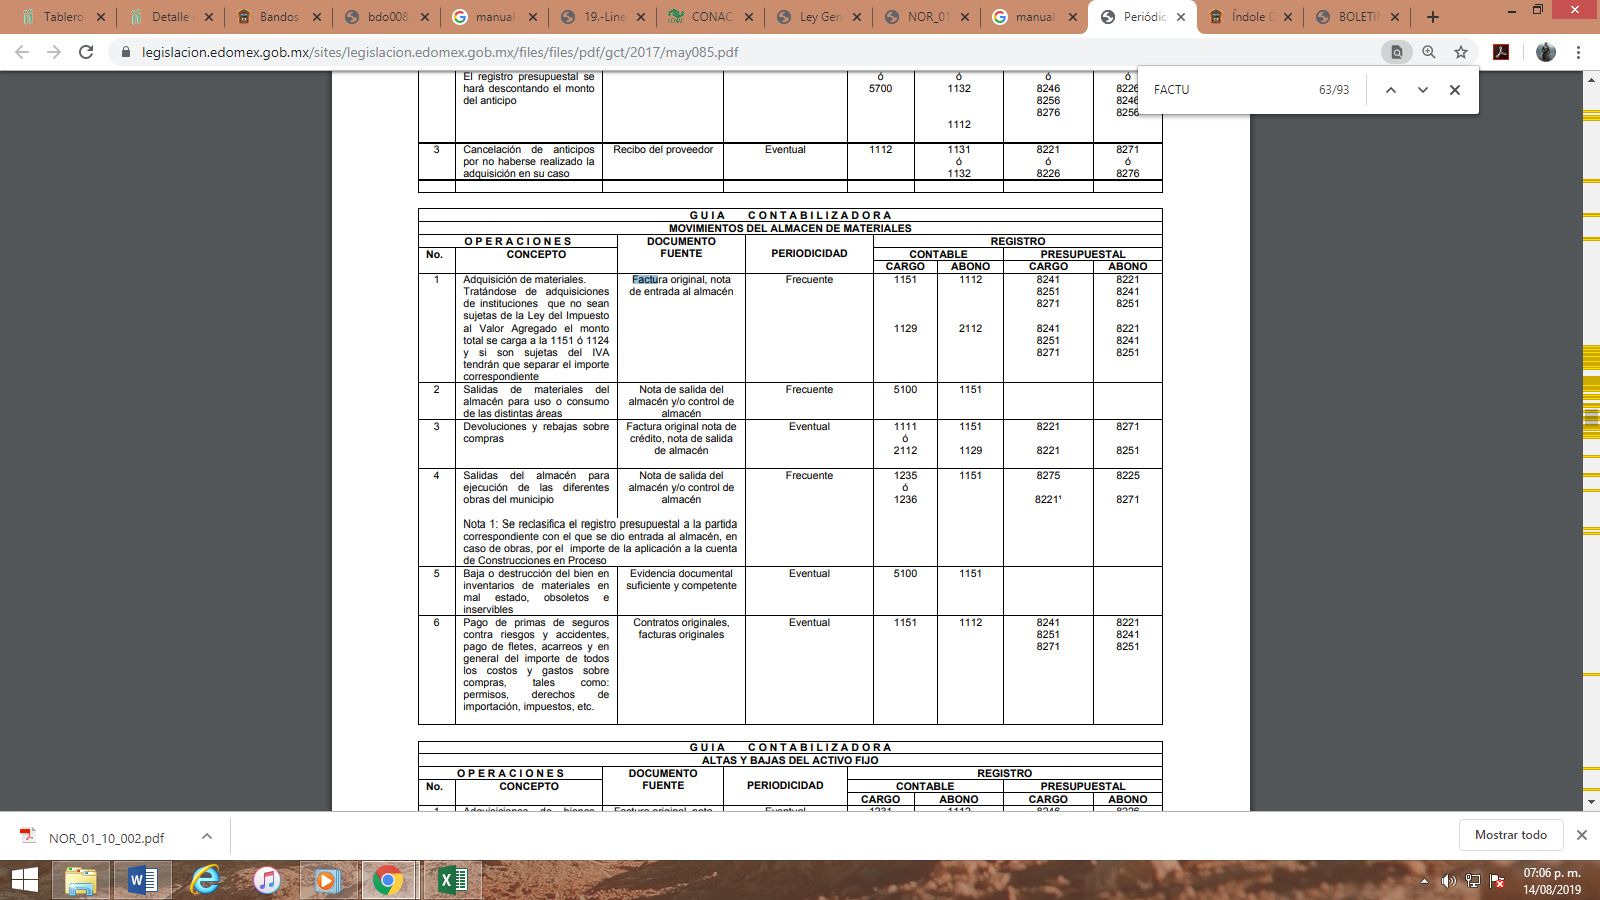 Tablero
Detalle
Bandos
bdo008
manual
19.-Line
CONAC
Ley Gen
NOR_01
manual
Periódic
Índole D
BOLETI
legislacion.edomex.gob.mx/sites/legislacion.edomex.gob.mx/files/files/pdf/gct/2017/may085.pdf
FACTU 63/93
El registro presupuestal se ó ó ó ó
hará descontando el monto 5700 1132 8246 8226
del anticipo 8256 8246
8276 8256
1112
3 Cancelación de anticipos Recibo del proveedor Eventual 1112 1131 8221 8271
por no haberse realizado la ó ó ó
adquisición en su caso 1132 8226 8276
G U I A C O N T A B I L I Z A D O R A
MOVIMIENTOS DEL ALMACEN DE MATERIALES
O P E R A C I O N E S DOCUMENTO REGISTRO
No. CONCEPTO FUENTE PERIODICIDAD CONTABLE PRESUPUESTAL
CARGO ABONO CARGO ABONO
1 Adquisición de materiales. Factura original, nota Frecuente 1151 1112 8241 8221
Tratándose de adquisiciones de entrada al almacén 8251 8241
de instituciones que no sean 8271 8251
sujetas de la Ley del Impuesto
al Valor Agregado el monto 1129 2112 8241 8221
total se carga a la 1151 ó 1124 8251 8241
y si son sujetas del IVA 8271 8251
tendrán que separar el importe
correspondiente
2 Salidas de materiales del Nota de salida del Frecuente 5100 1151
almacén para uso o consumo almacén y/o control de
de las distintas áreas almacén
3 Devoluciones y rebajas sobre Factura original nota de Eventual 1111 1151 8221 8271
compras crédito, nota de salida ó
de almacén 2112 1129 8221 8251
4 Salidas del almacén para Nota de salida del Frecuente 1235 1151 8275 8225
ejecución de las diferentes almacén y/o control de ó
obras del municipio almacén 1236 8221¹ 8271
Nota 1: Se reclasifica el registro presupuestal a la partida
correspondiente con el que se dio entrada al almacén, en
caso de obras, por el importe de la aplicación a la cuenta
de Construcciones en Proceso
5 Baja o destrucción del bien en Evidencia documental Eventual 5100 1151
inventarios de materiales en suficiente y competente
mal estado, obsoletos e
inservibles
6 Pago de primas de seguros Contratos originales, Eventual 1151 1112 8241 8221
contra riesgos y accidentes, facturas originales 8251 8241
pago de fletes, acarreos y en 8271 8251
general del importe de todos
los costos y gastos sobre
compras, tales como:
permisos, derechos de
importación, impuestos, etc.
G U I A C O N T A B I L I Z A D O R A
ALTAS Y BAJAS DEL ACTIVO FIJO
O P E R A C I O N E S DOCUMENTO REGISTRO
No. CONCEPTO FUENTE PERIODICIDAD CONTABLE PRESUPUESTAL
CARGO ABONO CARGO ABONO
1 Adquisiciones de bienes Factura original, nota Eventual 1231 1112 8246 8226
NOR_01_10_002.pdf
Mostrar todo
07:06 p. m.
14/08/2019